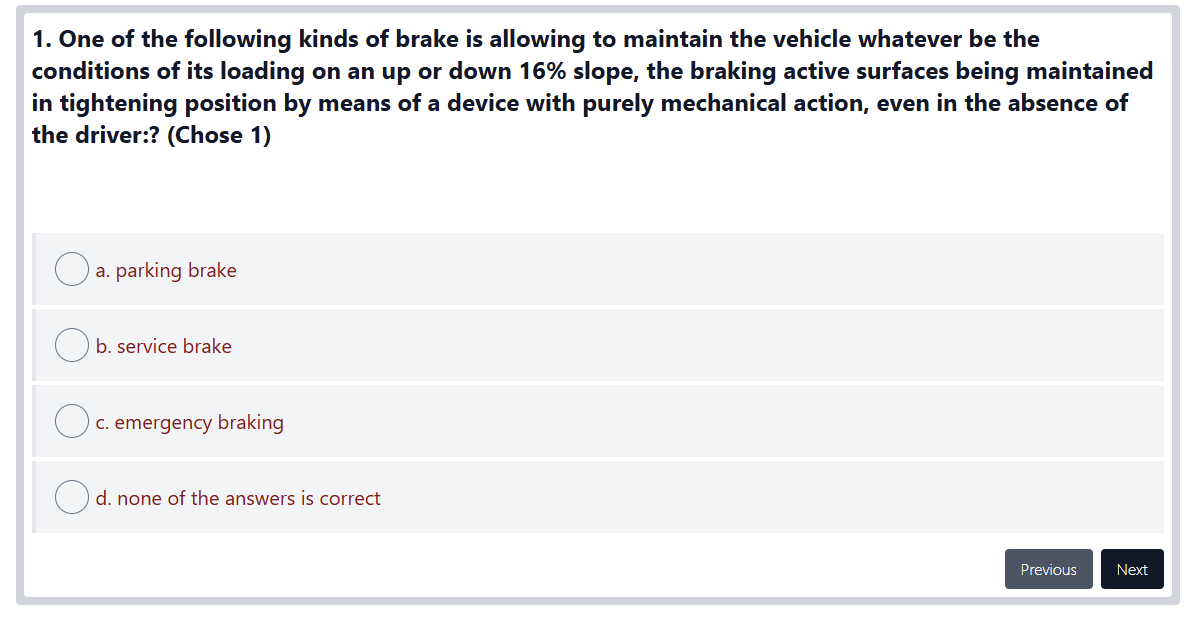 1. One of the following kinds of brake is allowing to maintain the vehicle whatever be the
conditions of its loading on an up or down 16% slope, the braking active surfaces being maintained
in tightening position by means of a device with purely mechanical action, even in the absence of
the driver:? (Chose 1)
a. parking brake
b. service brake
c. emergency braking
d. none of the answers is correct
Previous Next